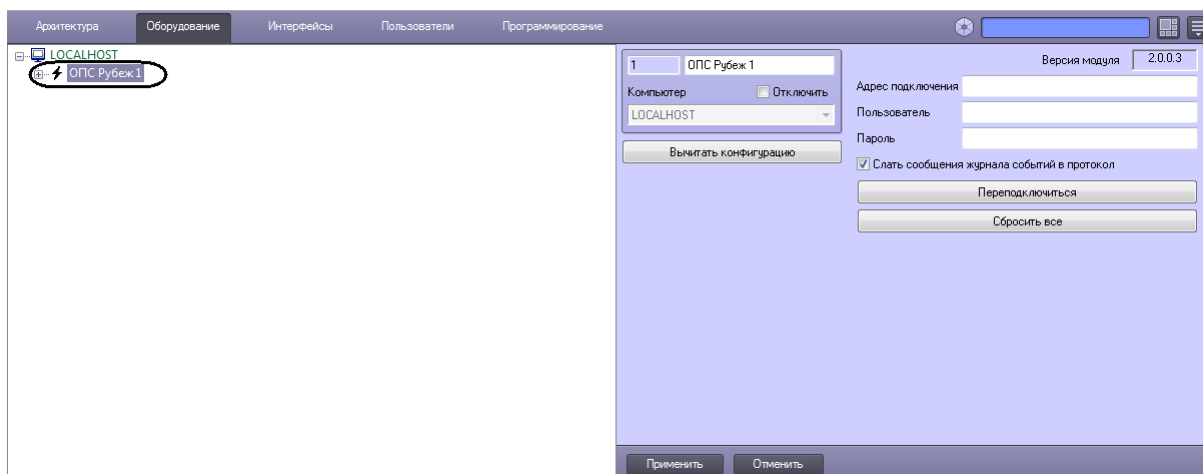 Архитектура Оборудование Интерфейсы Пользователи Программирование
LOCALHOST
ОПС Рубеж 1
1 ОПС Рубеж 1
Компьютер Отключить
LOCALHOST
Вычитать конфигурацию
Версия модуля 2.0.0.3
Адрес подключения
Пользователь
Пароль
Слать сообщения журнала событий в протокол
Переподключиться
Сбросить все
Применить Отменить